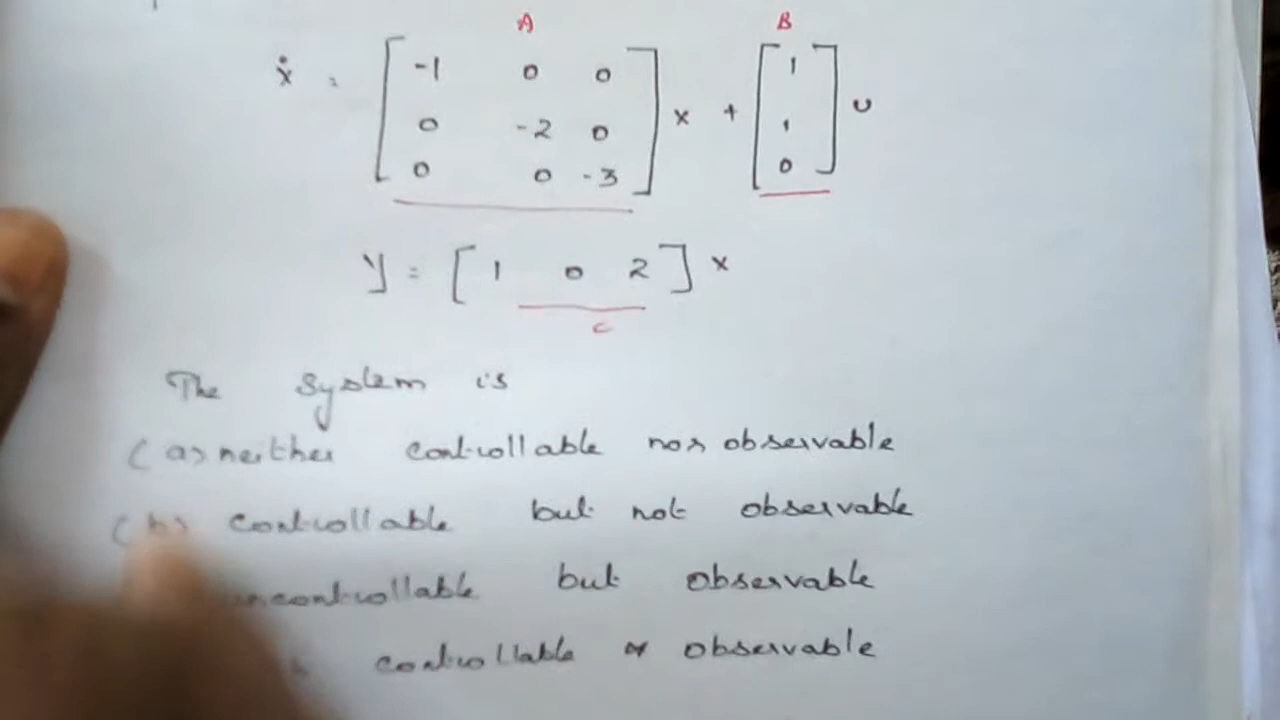 A B
ẋ = [ -1 0 0 ] x + [ 1 ] u
0 -2 0 1
0 0 -3 0
y = [ 1 0 2 ] x
c
The system is
(a) neither controllable nor observable
(b) controllable but not observable
uncontrollable but observable
controllable or observable